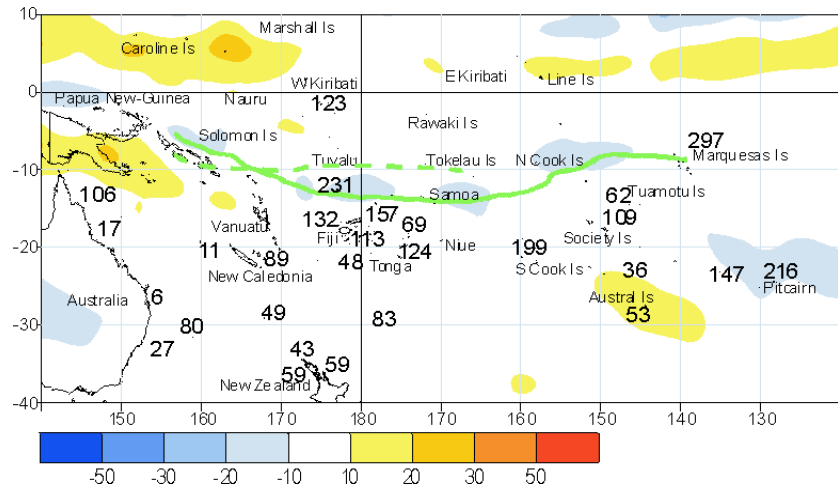 10
Marshall Is
Caroline Is
W Kiribati
E Kiribati
Line Is
0
Papua New-Guinea
Nauru
123
Rawaki Is
Solomon Is
297
-10
Tuvalu
Tokelau Is
N Cook Is
Marquesas Is
106
231
Samoa
62
Tuamotu Is
17
Vanuatu
1
132
157
69
109
Fiji
113
Society Is
-20
11
89
48
124
Niue
199
New Caledonia
Tonga
S Cook Is
36
147
216
Pitcairn
Australia
6
Austral Is
-30
80
49
83
53
27
43
59
36
59
New Zealand
-40
150
160
170
180
170
160
150
140
130
-50
-30
-20
-10
10
20
30
50